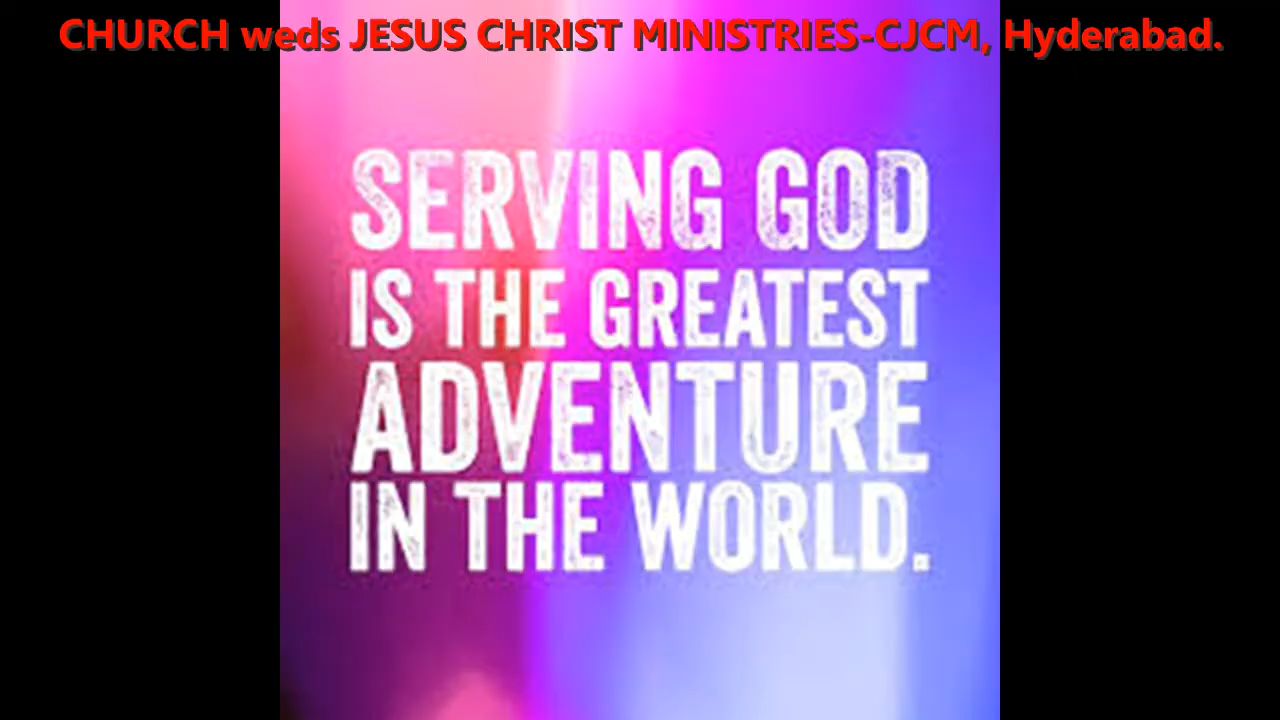 CHURCH weds JESUS CHRIST MINISTRIES-CJCM, Hyderabad.
SERVING GOD
IS THE GREATEST
ADVENTURE
IN THE WORLD.